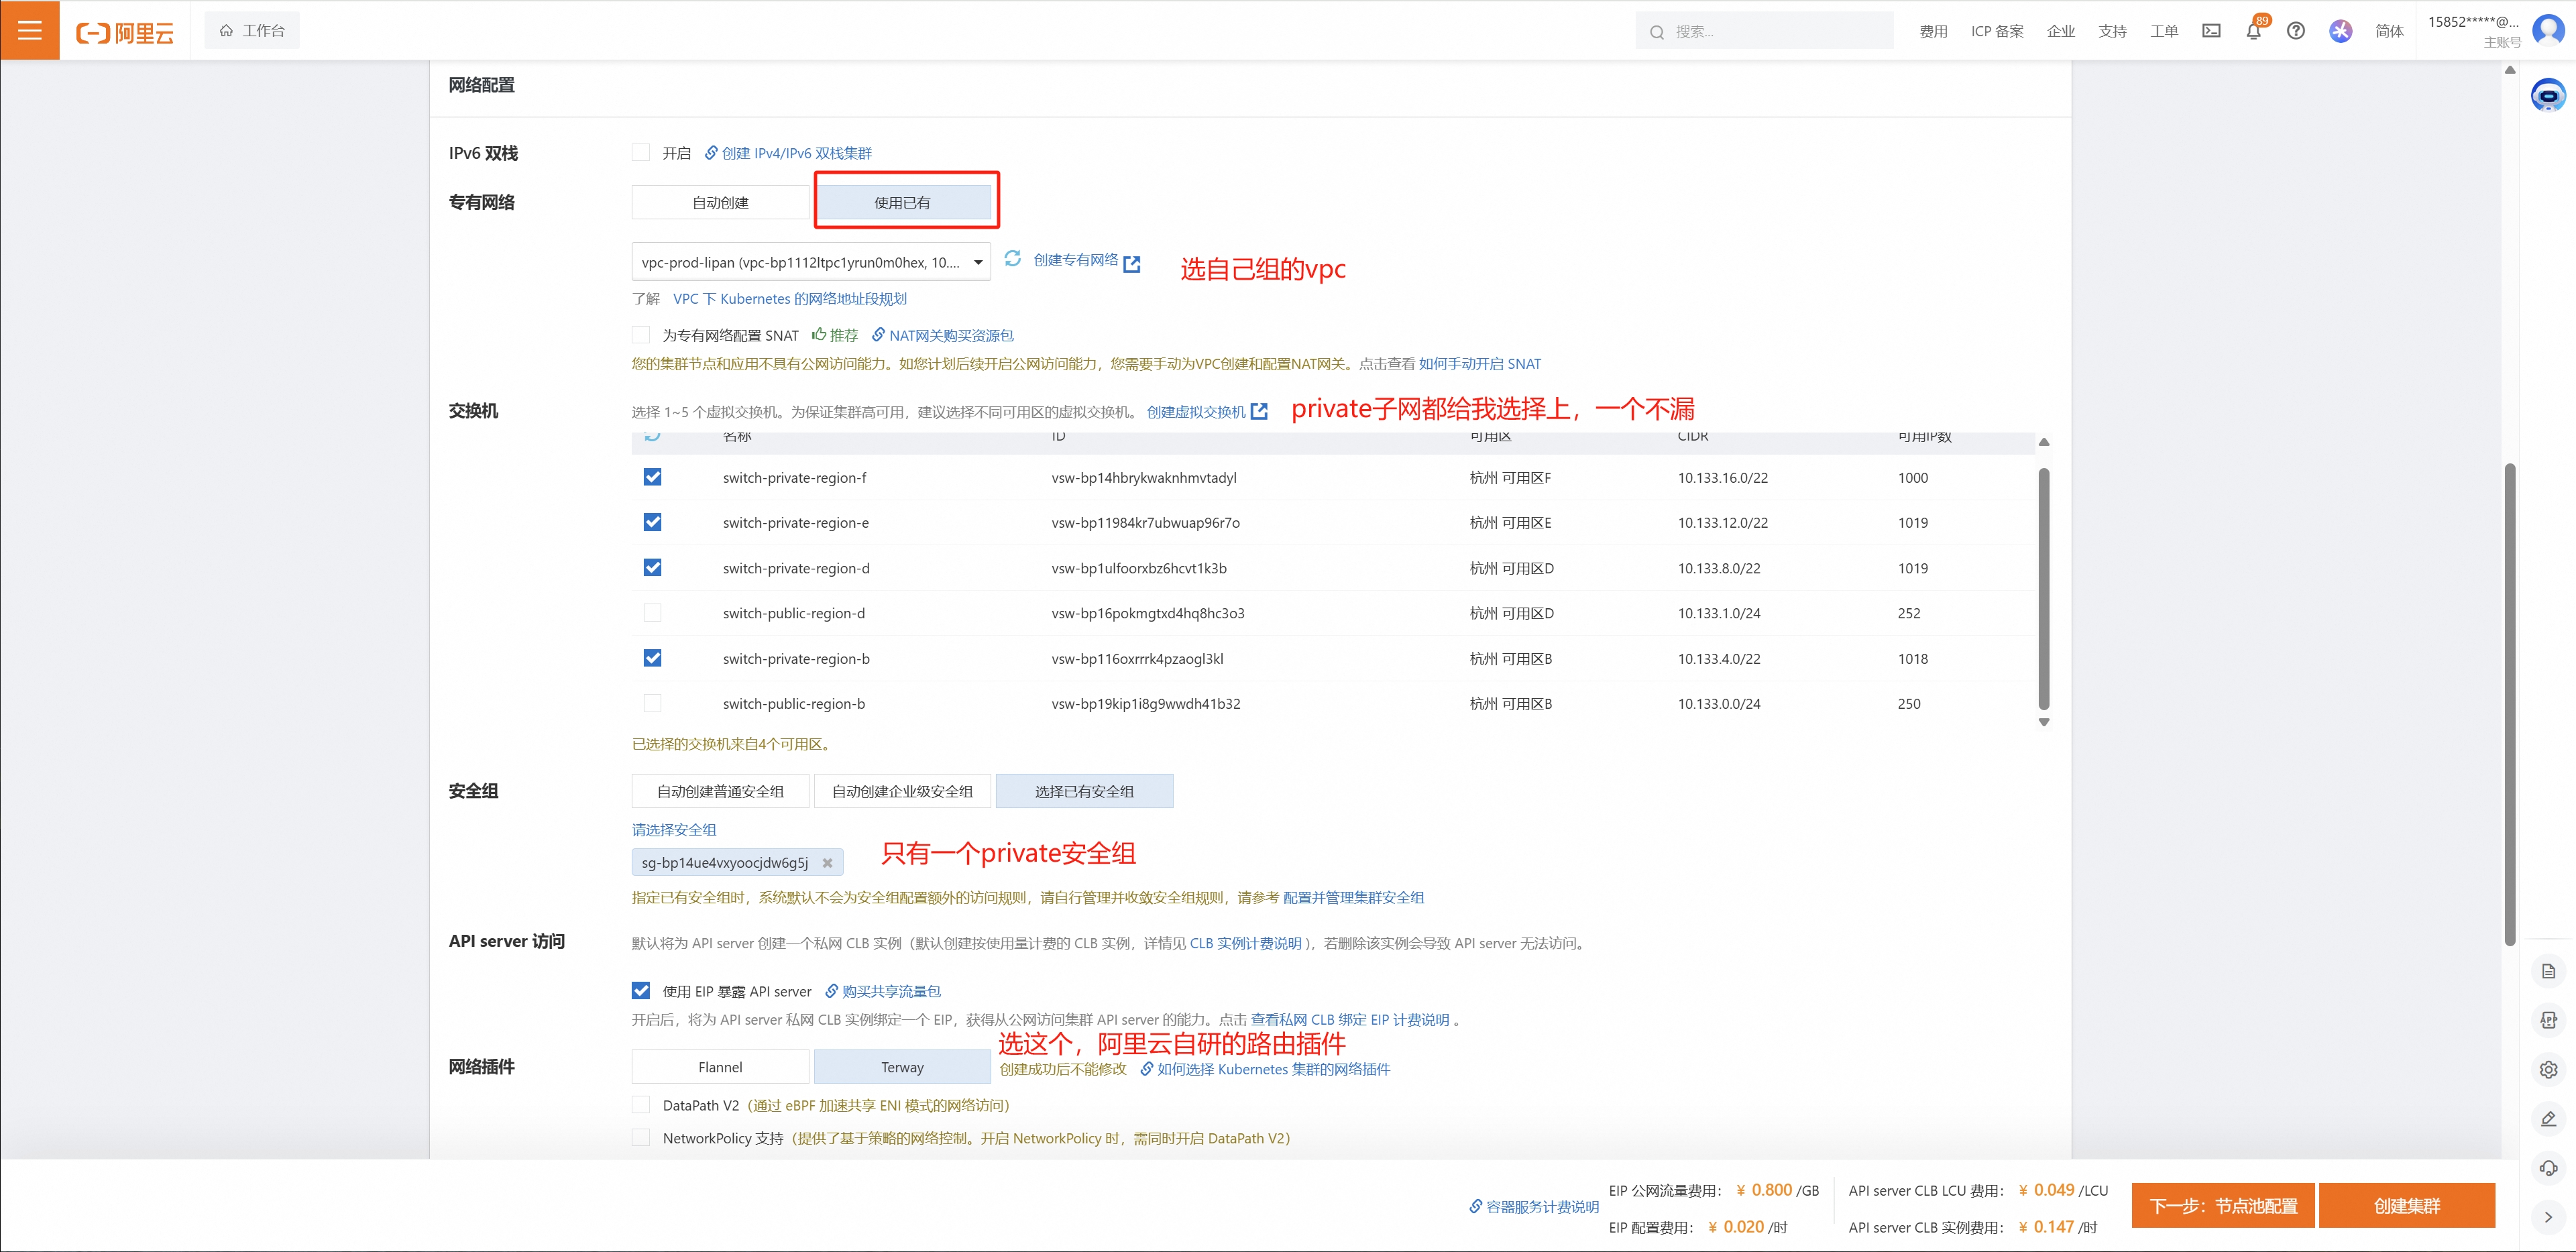 阿里云
工作台
搜索...
费用
ICP 备案
企业
支持
工单
89
简体
15852*****@...
主账号
网络配置
IPv6 双栈
开启
创建 IPv4/IPv6 双栈集群
专有网络
自动创建
使用已有
vpc-prod-lipan (vpc-bp1112ltpc1yrun0m0hex, 10....
创建专有网络
选自己组的vpc
了解 VPC 下 Kubernetes 的网络地址段规划
为专有网络配置 SNAT 推荐 NAT网关购买资源包
您的集群节点和应用不具有公网访问能力。如您计划后续开启公网访问能力，您需要手动为VPC创建和配置NAT网关。点击查看 如何手动开启 SNAT
交换机
选择 1~5 个虚拟交换机。为保证集群高可用，建议选择不同可用区的虚拟交换机。 创建虚拟交换机
private子网都给我选择上，一个不漏
名称 ID 可用区 CIDR 可用IP数
switch-private-region-f vsw-bp14hbrykwaknhmvtadyl 杭州 可用区F 10.133.16.0/22 1000
switch-private-region-e vsw-bp11984kr7ubwuap96r7o 杭州 可用区E 10.133.12.0/22 1019
switch-private-region-d vsw-bp1ulfoorxbz6hcvt1k3b 杭州 可用区D 10.133.8.0/22 1019
switch-public-region-d vsw-bp16pokmgtxd4hq8hc3o3 杭州 可用区D 10.133.1.0/24 252
switch-private-region-b vsw-bp116oxrrrk4pzaogl3kl 杭州 可用区B 10.133.4.0/22 1018
switch-public-region-b vsw-bp19kip1i8g9wwdh41b32 杭州 可用区B 10.133.0.0/24 250
已选择的交换机来自4个可用区。
安全组
自动创建普通安全组
自动创建企业级安全组
选择已有安全组
请选择安全组
sg-bp14ue4vxyoocjdw6g5j
只有一个private安全组
指定已有安全组时，系统默认不会为安全组配置额外的访问规则，请自行管理并收敛安全组规则，请参考 配置并管理集群安全组
API server 访问
默认将为 API server 创建一个私网 CLB 实例（默认创建按使用量计费的 CLB 实例，详情见 CLB 实例计费说明 ），若删除该实例会导致 API server 无法访问。
使用 EIP 暴露 API server 购买共享流量包
开启后，将为 API server 私网 CLB 实例绑定一个 EIP，获得从公网访问集群 API server 的能力。点击 查看私网 CLB 绑定 EIP 计费说明 。
选这个，阿里云自研的路由插件
网络插件
Flannel
Terway
创建成功后不能修改 如何选择 Kubernetes 集群的网络插件
DataPath V2（通过 eBPF 加速共享 ENI 模式的网络访问）
NetworkPolicy 支持（提供了基于策略的网络控制。开启 NetworkPolicy 时，需同时开启 DataPath V2）
APP
容器服务计费说明
EIP 公网流量费用： ¥ 0.800 /GB
API server CLB LCU 费用： ¥ 0.049 /LCU
EIP 配置费用： ¥ 0.020 /时
API server CLB 实例费用： ¥ 0.147 /时
下一步：节点池配置
创建集群